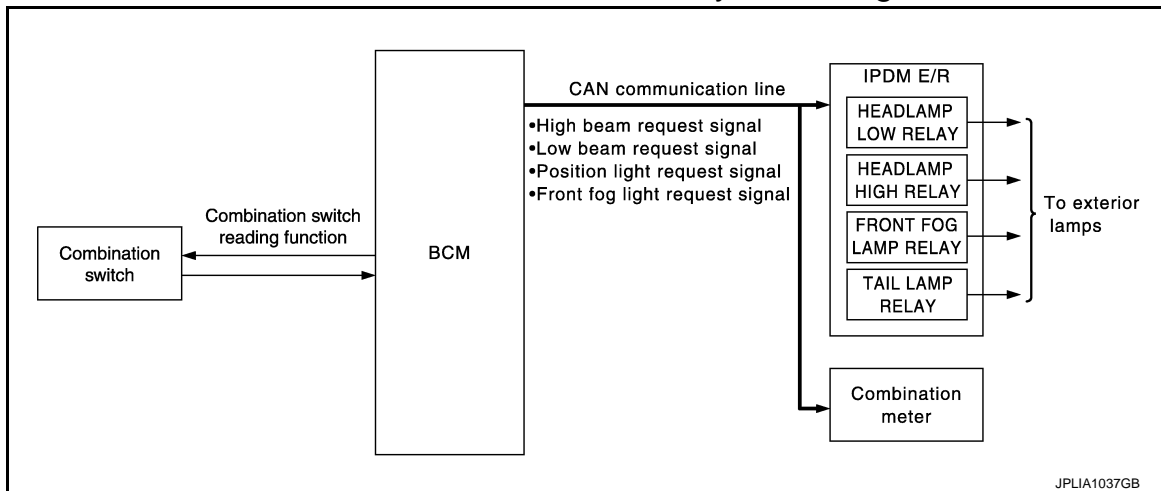 CAN communication line
•High beam request signal
•Low beam request signal
•Position light request signal
•Front fog light request signal
Combination switch
reading function
Combination
switch
BCM
IPDM E/R
HEADLAMP
LOW RELAY
HEADLAMP
HIGH RELAY
FRONT FOG
LAMP RELAY
TAIL LAMP
RELAY
To exterior
lamps
Combination
meter
JPLIA1037GB